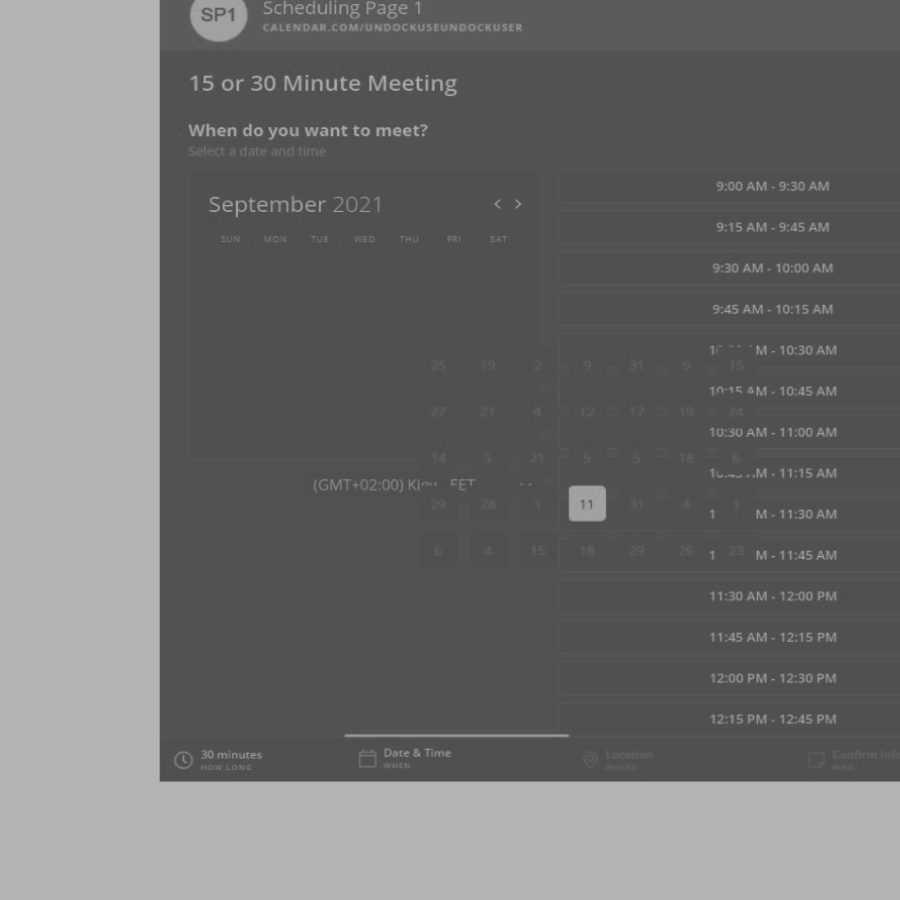 SP1
Scheduling Page 1
CALENDAR.COM/UNDOCKUSEUNDOCKUSER
15 or 30 Minute Meeting
When do you want to meet?
Select a date and time
September 2021
SUN MON TUE WED THU FRI SAT
25 19 2 9 31 5 15
27 21 4 12 17 19 24
14 5 21 5 5 18 6
29 28 1 11 31 4 1
6 4 15 18 29 26 23
(GMT+02:00) EET
9:00 AM - 9:30 AM
9:15 AM - 9:45 AM
9:30 AM - 10:00 AM
9:45 AM - 10:15 AM
M - 10:30 AM
10:15 AM - 10:45 AM
10:30 AM - 11:00 AM
M - 11:15 AM
1 M - 11:30 AM
1 M - 11:45 AM
11:30 AM - 12:00 PM
11:45 AM - 12:15 PM
12:00 PM - 12:30 PM
12:15 PM - 12:45 PM
30 minutes
HOW LONG
Date & Time
WHEN
Location
WHERE
Confirm Info
WHO